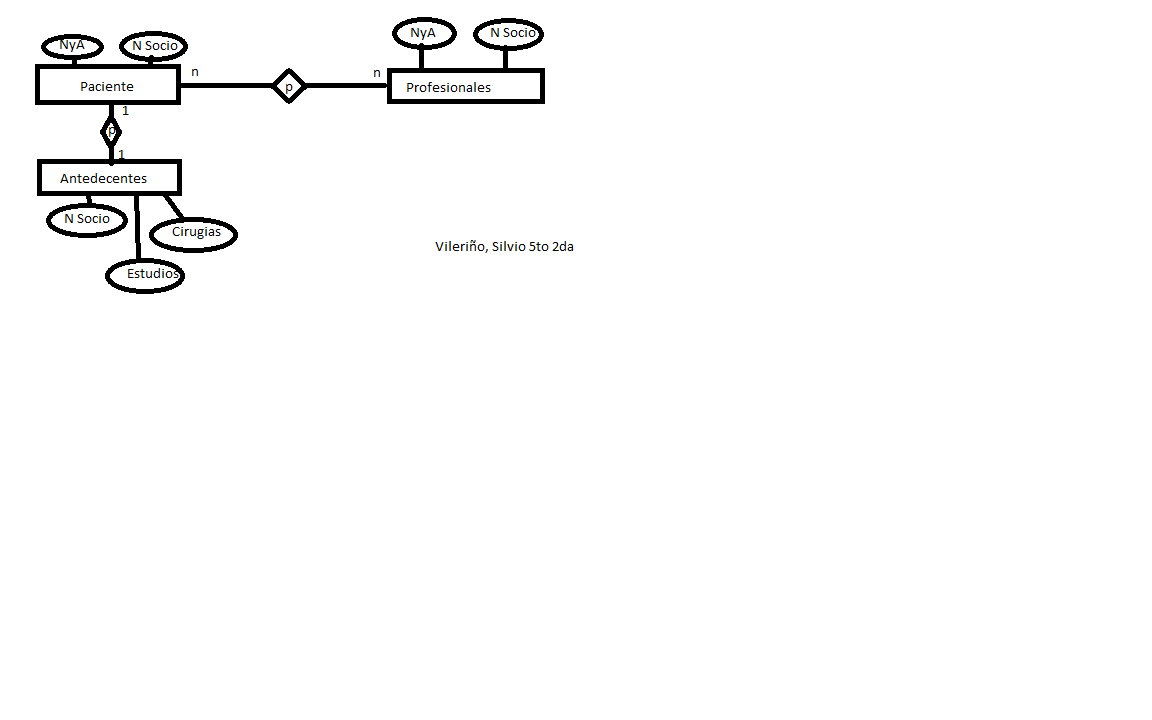 NyA
N Socio
NyA
N Socio
Paciente
n
p
n
Profesionales
1
p
1
Antedecentes
N Socio
Cirugias
Estudios
Vileriño, Silvio 5to 2da